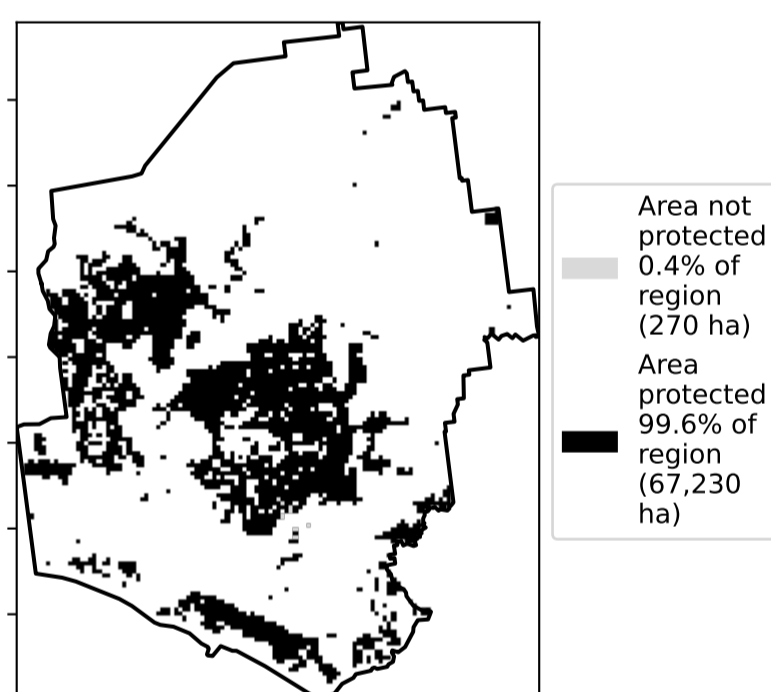 Area not
protected
0.4% of
region
(270 ha)
Area
protected
99.6% of
region
(67,230
ha)